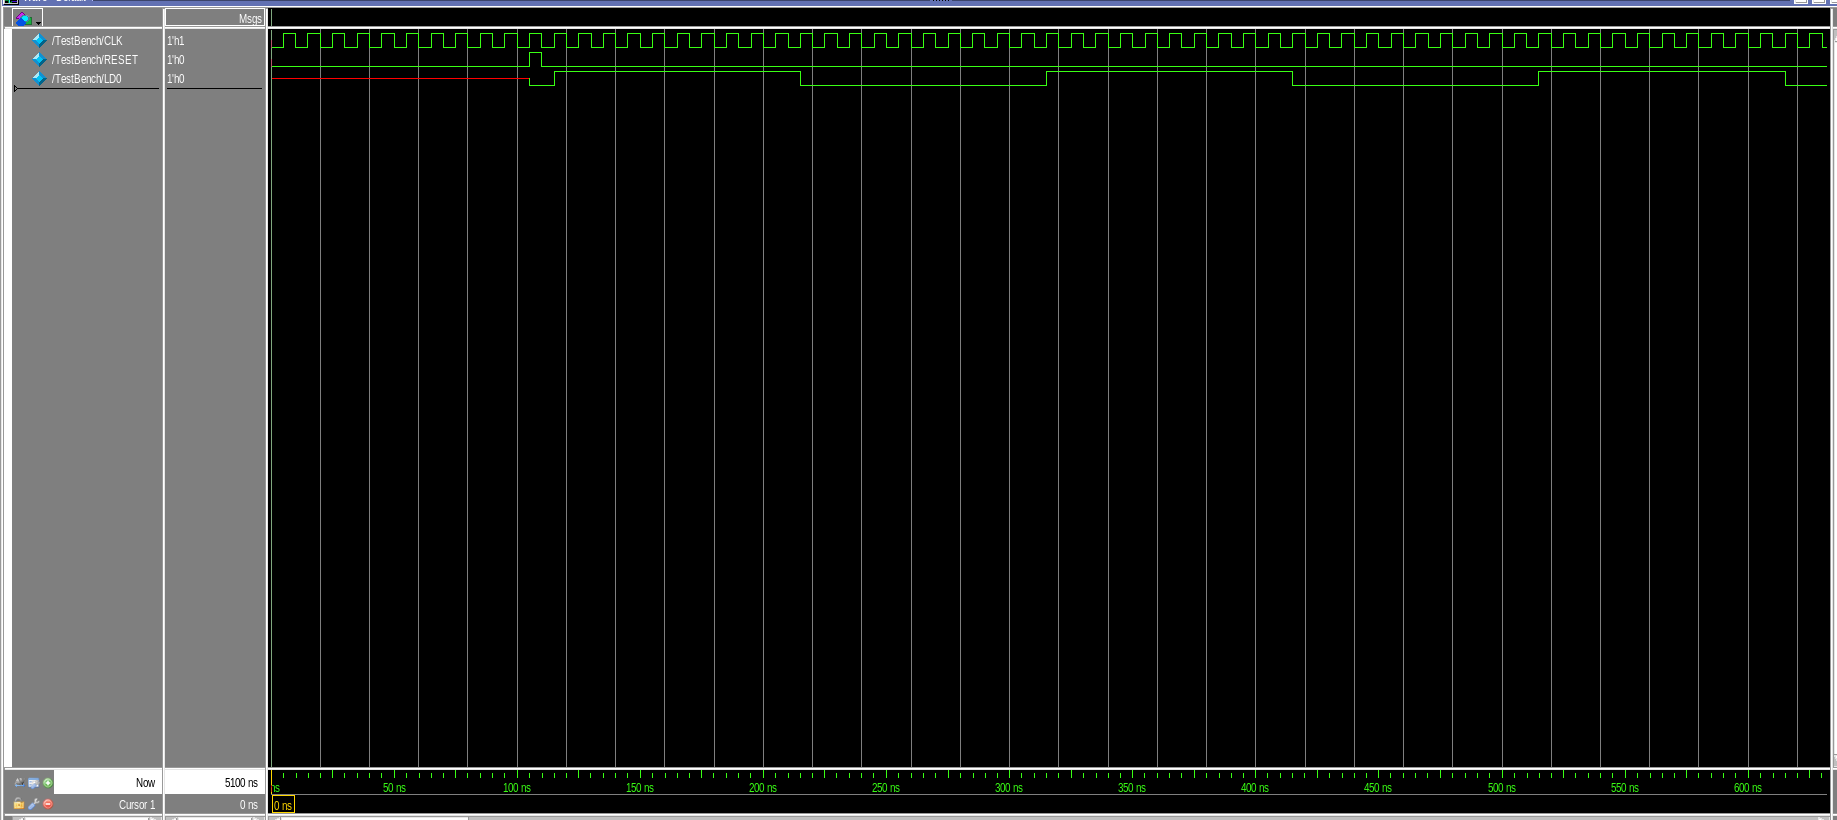 Msgs
/TestBench/CLK 1'h1
/TestBench/RESET 1'h0
/TestBench/LD0 1'h0
Now 5100 ns
ns 50 ns 100 ns 150 ns 200 ns 250 ns 300 ns 350 ns 400 ns 450 ns 500 ns 550 ns 600 ns
Cursor 1 0 ns 0 ns